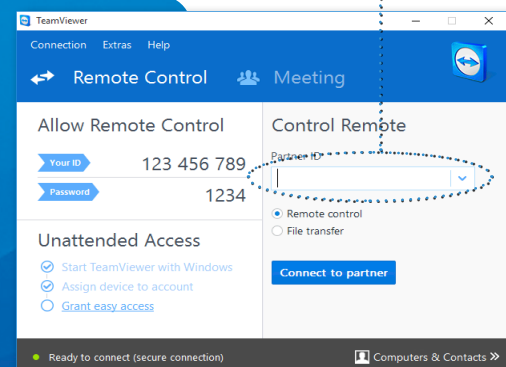 TeamViewer
Connection Extras Help
Remote Control Meeting
Allow Remote Control
Your ID 123 456 789
Password 1234
Unattended Access
Start TeamViewer with Windows
Assign device to account
Grant easy access
Control Remote
Partner ID
Remote control
File transfer
Connect to partner
Ready to connect (secure connection)
Computers & Contacts